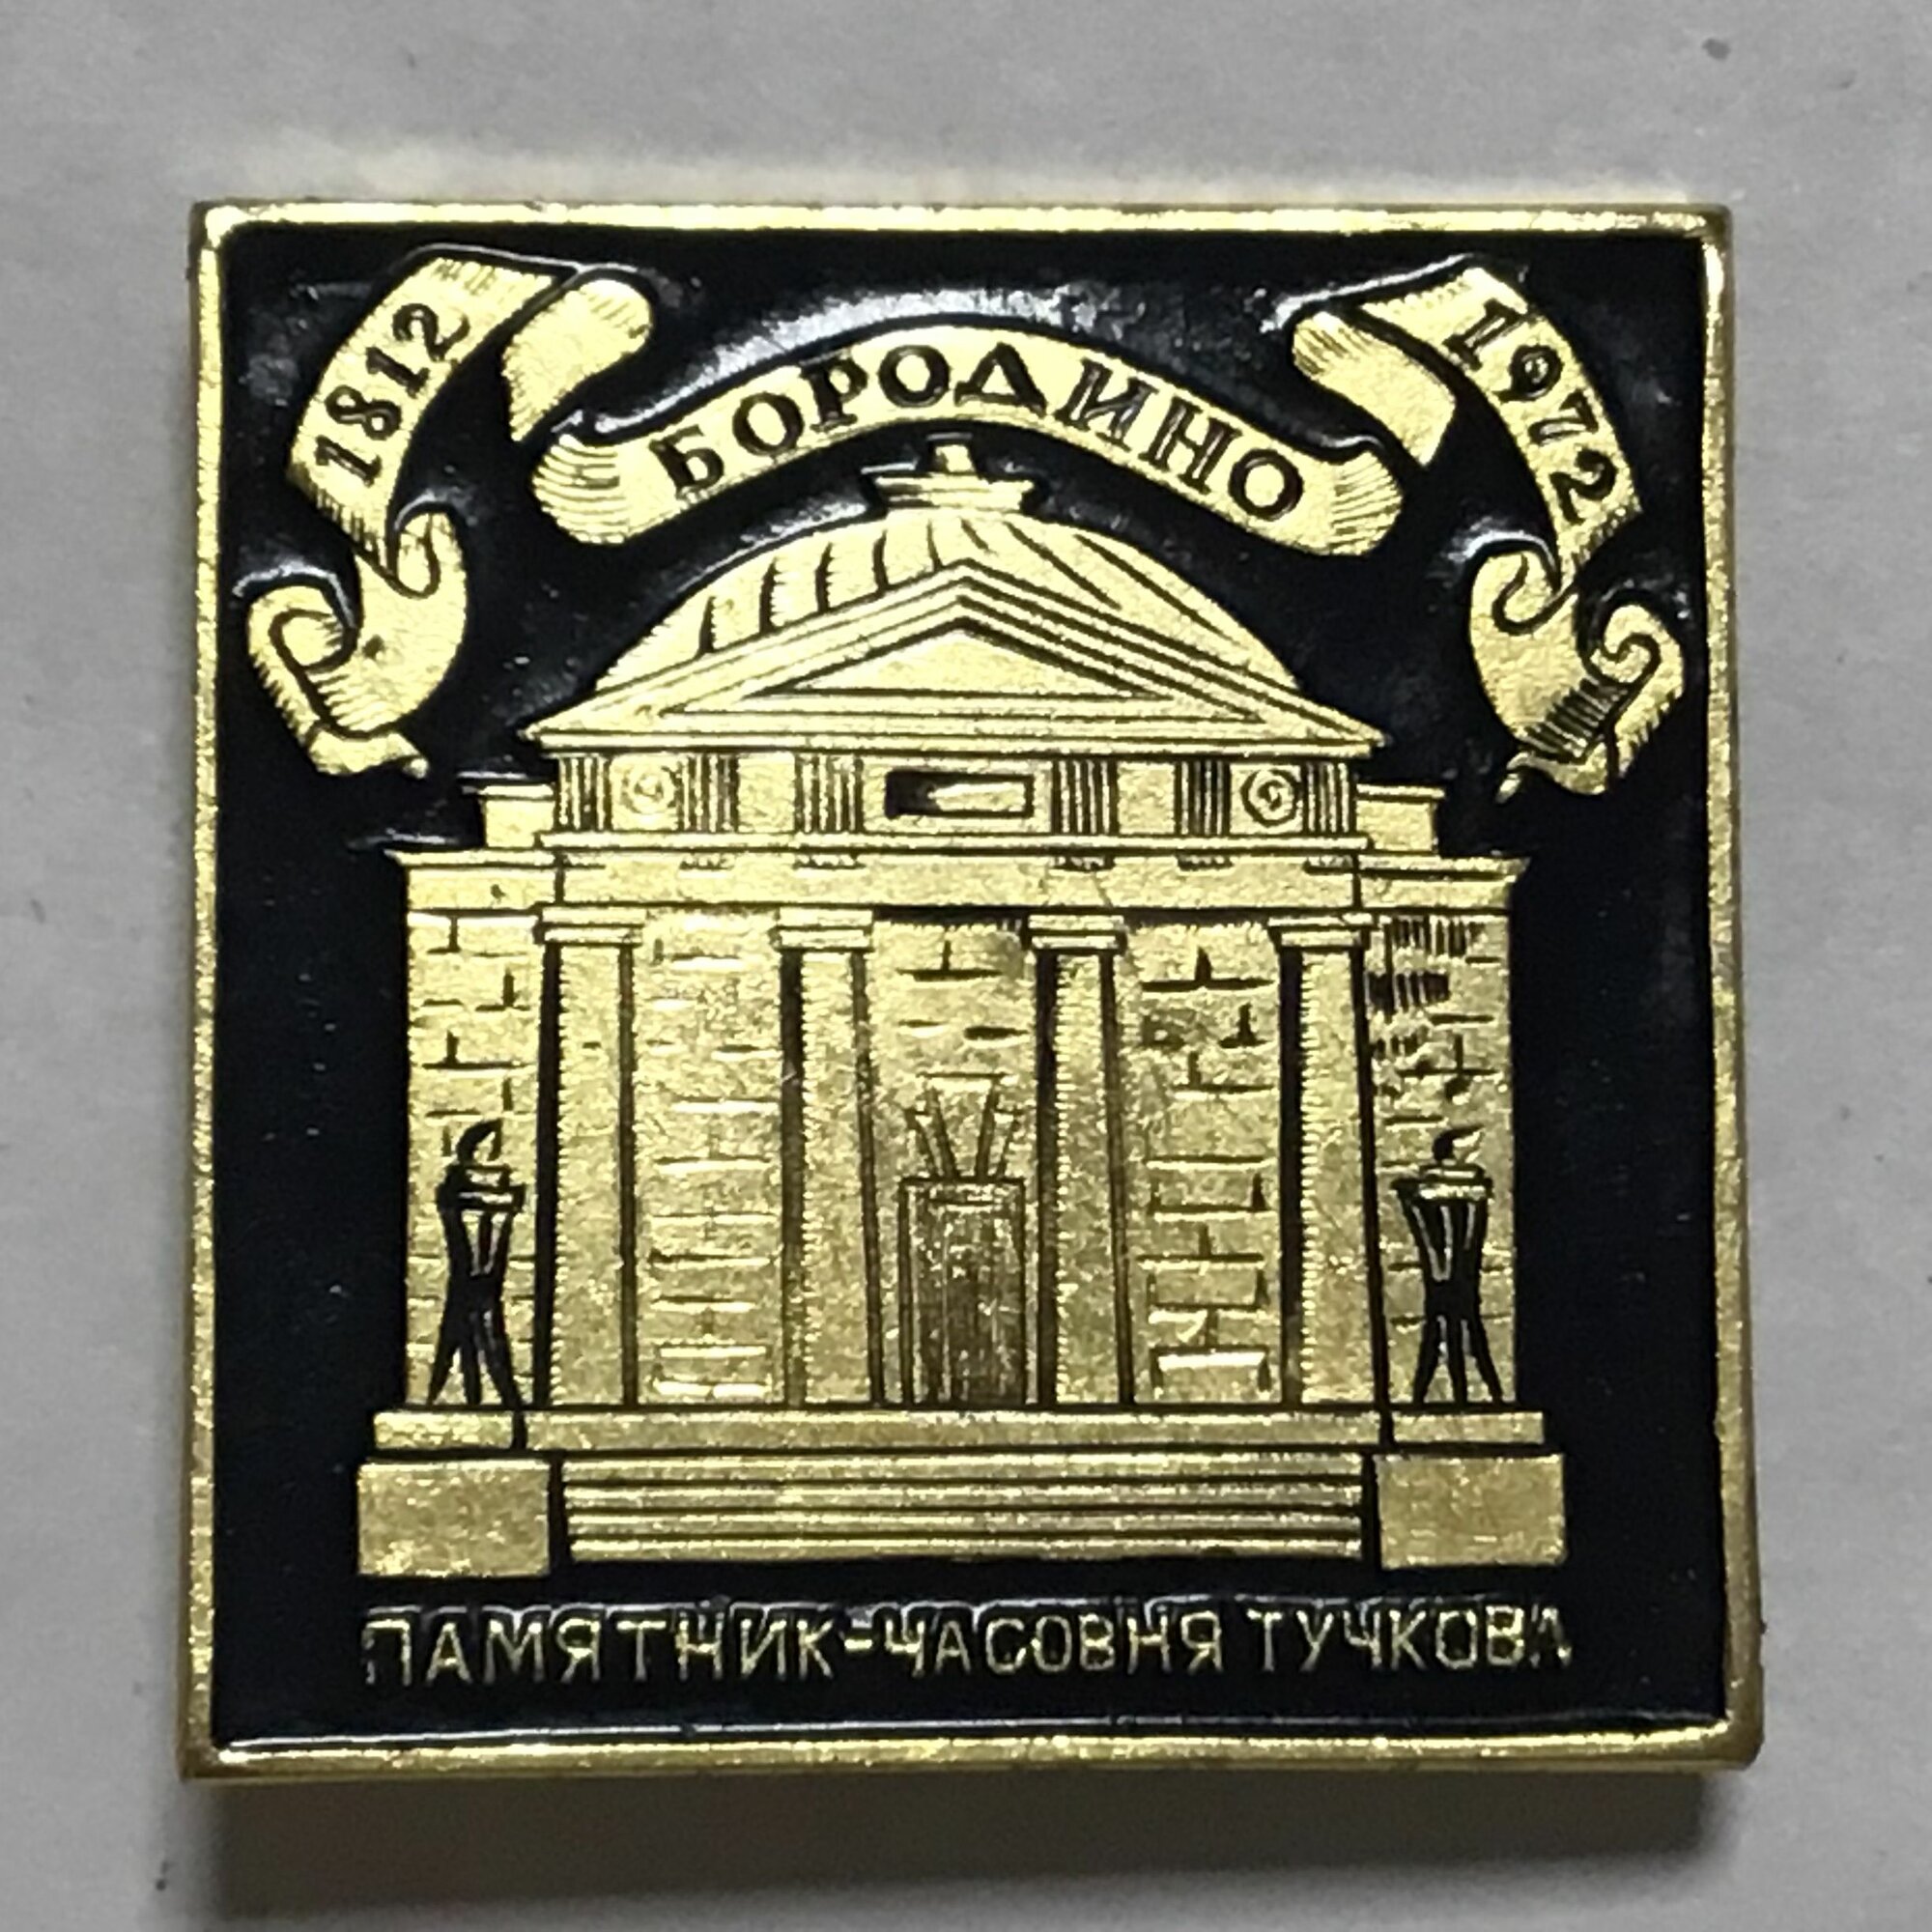 1812
БОРОДИНО
1972
ПАМЯТНИК-ЧАСОВНЯ ТУЧКОВА